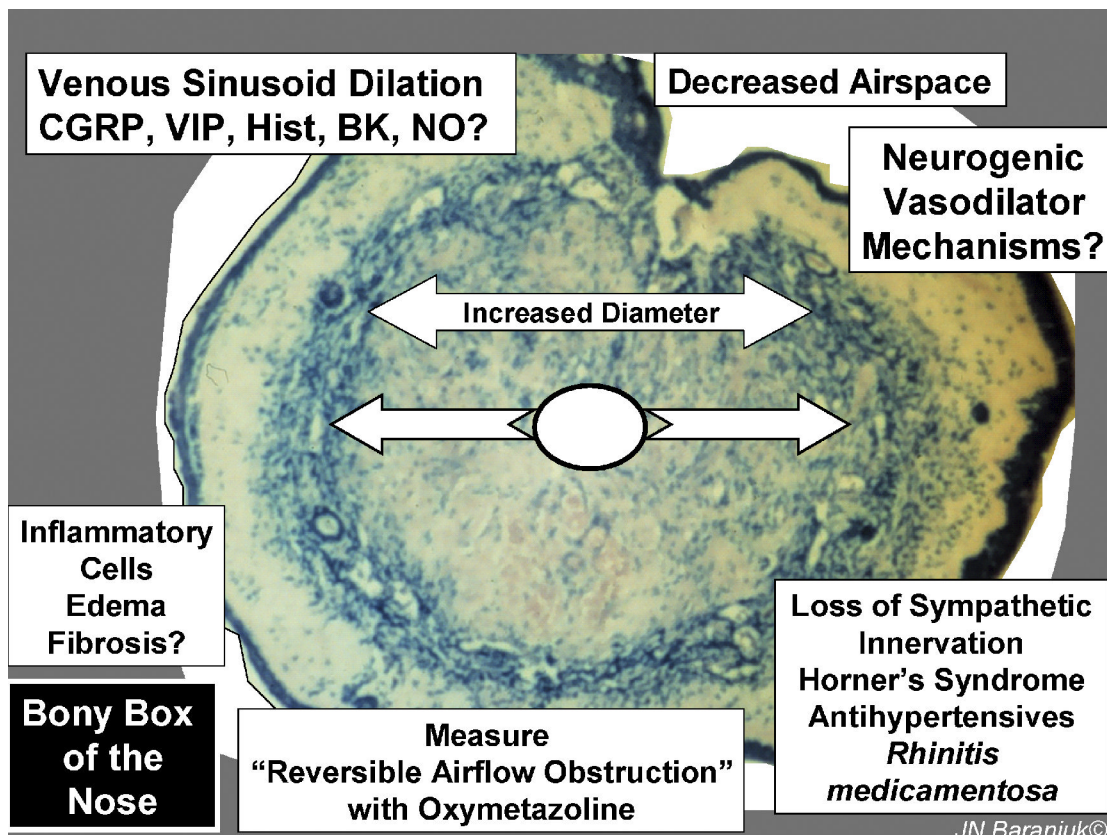 Venous Sinusoid Dilation
CGRP, VIP, Hist, BK, NO?
Decreased Airspace
Neurogenic
Vasodilator
Mechanisms?
Increased Diameter
Inflammatory
Cells
Edema
Fibrosis?
Loss of Sympathetic
Innervation
Horner’s Syndrome
Antihypertensives
Rhinitis
medicamentosa
Bony Box
of the
Nose
Measure
“Reversible Airflow Obstruction”
with Oxymetazoline
JN Baraniuk©